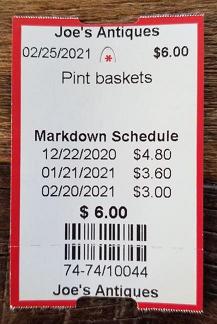 Joe's Antiques
02/25/2021 * $6.00
Pint baskets
Markdown Schedule
12/22/2020 $4.80
01/21/2021 $3.60
02/20/2021 $3.00
$ 6.00
74-74/10044
Joe's Antiques